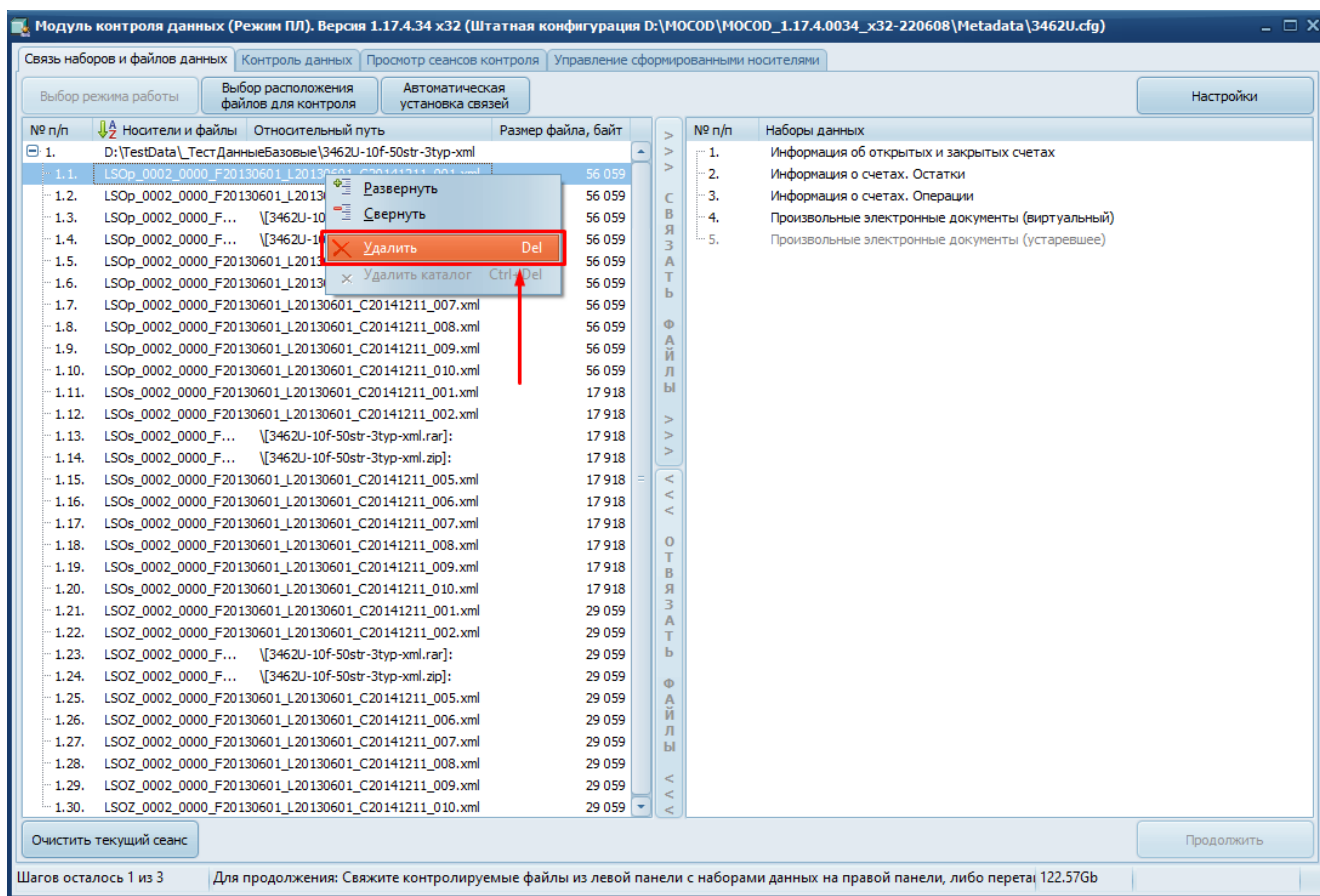 Модуль контроля данных (Режим ПЛ). Версия 1.17.4.34 x32 (Штатная конфигурация D:\MOCOD\MOCOD_1.17.4.0034_x32-220608\Metadata\3462U.cfg)
Связь наборов и файлов данных Контроль данных Просмотр сеансов контроля Управление сформированными носителями
Выбор режима работы Выбор расположения файлов для контроля Автоматическая установка связей Настройки
№ п/п Носители и файлы Относительный путь Размер файла, байт
1. D:\TestData\_ТестДанныеБазовые\3462U-10f-50str-3typ-xml
1.1. LSOp_0002_0000_F20130601_L20130601_C20141211_001.xml 56 059
1.2. LSOp_0002_0000_F20130601_L2013 56 059
1.3. LSOp_0002_0000_F... \[3462U-10 56 059
1.4. LSOp_0002_0000_F... \[3462U-1 56 059
1.5. LSOp_0002_0000_F20130601_L2013 56 059
1.6. LSOp_0002_0000_F20130601_L2013 56 059
1.7. LSOp_0002_0000_F20130601_L20130601_C20141211_007.xml 56 059
1.8. LSOp_0002_0000_F20130601_L20130601_C20141211_008.xml 56 059
1.9. LSOp_0002_0000_F20130601_L20130601_C20141211_009.xml 56 059
1.10. LSOp_0002_0000_F20130601_L20130601_C20141211_010.xml 56 059
1.11. LSOs_0002_0000_F20130601_L20130601_C20141211_001.xml 17 918
1.12. LSOs_0002_0000_F20130601_L20130601_C20141211_002.xml 17 918
1.13. LSOs_0002_0000_F... \[3462U-10f-50str-3typ-xml.rar]: 17 918
1.14. LSOs_0002_0000_F... \[3462U-10f-50str-3typ-xml.zip]: 17 918
1.15. LSOs_0002_0000_F20130601_L20130601_C20141211_005.xml 17 918
1.16. LSOs_0002_0000_F20130601_L20130601_C20141211_006.xml 17 918
1.17. LSOs_0002_0000_F20130601_L20130601_C20141211_007.xml 17 918
1.18. LSOs_0002_0000_F20130601_L20130601_C20141211_008.xml 17 918
1.19. LSOs_0002_0000_F20130601_L20130601_C20141211_009.xml 17 918
1.20. LSOs_0002_0000_F20130601_L20130601_C20141211_010.xml 17 918
1.21. LSOZ_0002_0000_F20130601_L20130601_C20141211_001.xml 29 059
1.22. LSOZ_0002_0000_F20130601_L20130601_C20141211_002.xml 29 059
1.23. LSOZ_0002_0000_F... \[3462U-10f-50str-3typ-xml.rar]: 29 059
1.24. LSOZ_0002_0000_F... \[3462U-10f-50str-3typ-xml.zip]: 29 059
1.25. LSOZ_0002_0000_F20130601_L20130601_C20141211_005.xml 29 059
1.26. LSOZ_0002_0000_F20130601_L20130601_C20141211_006.xml 29 059
1.27. LSOZ_0002_0000_F20130601_L20130601_C20141211_007.xml 29 059
1.28. LSOZ_0002_0000_F20130601_L20130601_C20141211_008.xml 29 059
1.29. LSOZ_0002_0000_F20130601_L20130601_C20141211_009.xml 29 059
1.30. LSOZ_0002_0000_F20130601_L20130601_C20141211_010.xml 29 059
Развернуть
Свернуть
Удалить Del
Удалить каталог Ctrl+Del
> > > СВЯЗАТЬ ФАЙЛЫ > > >
< < < ОТВЯЗАТЬ ФАЙЛЫ < < <
№ п/п Наборы данных
1. Информация об открытых и закрытых счетах
2. Информация о счетах. Остатки
3. Информация о счетах. Операции
4. Произвольные электронные документы (виртуальный)
5. Произвольные электронные документы (устаревшее)
Очистить текущий сеанс Продолжить
Шагов осталось 1 из 3 Для продолжения: Свяжите контролируемые файлы из левой панели с наборами данных на правой панели, либо перета 122.57Gb